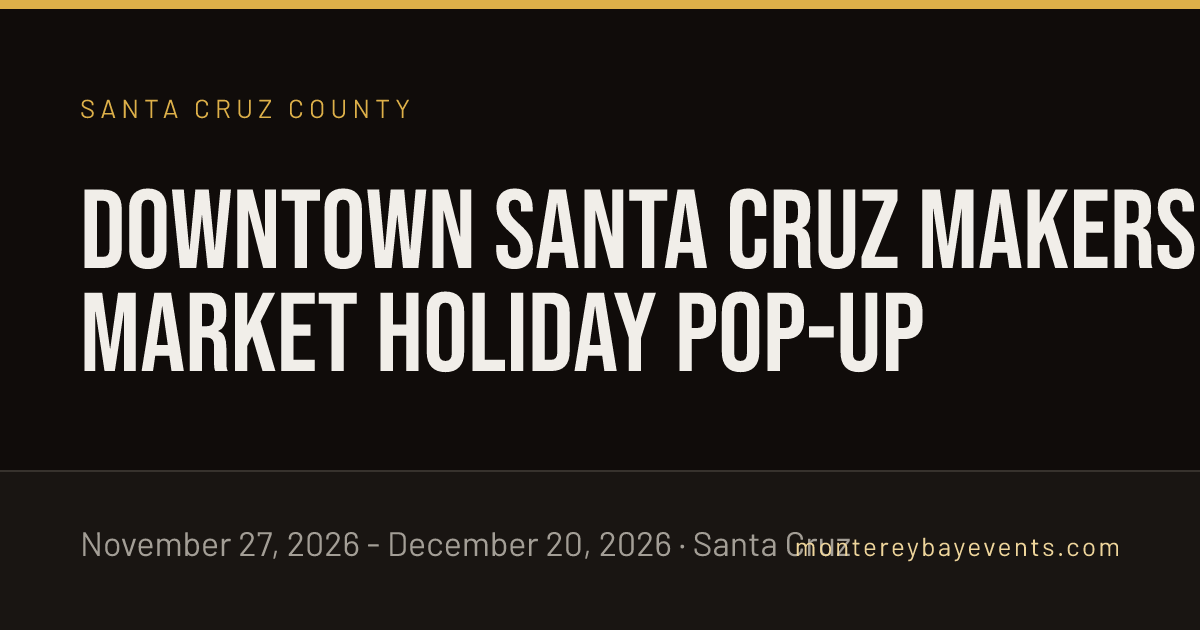 SANTA CRUZ COUNTY
DOWNTOWN SANTA CRUZ MAKERS
MARKET HOLIDAY POP-UP
November 27, 2026 - December 20, 2026 · Santa Cruz
montereybayevents.com